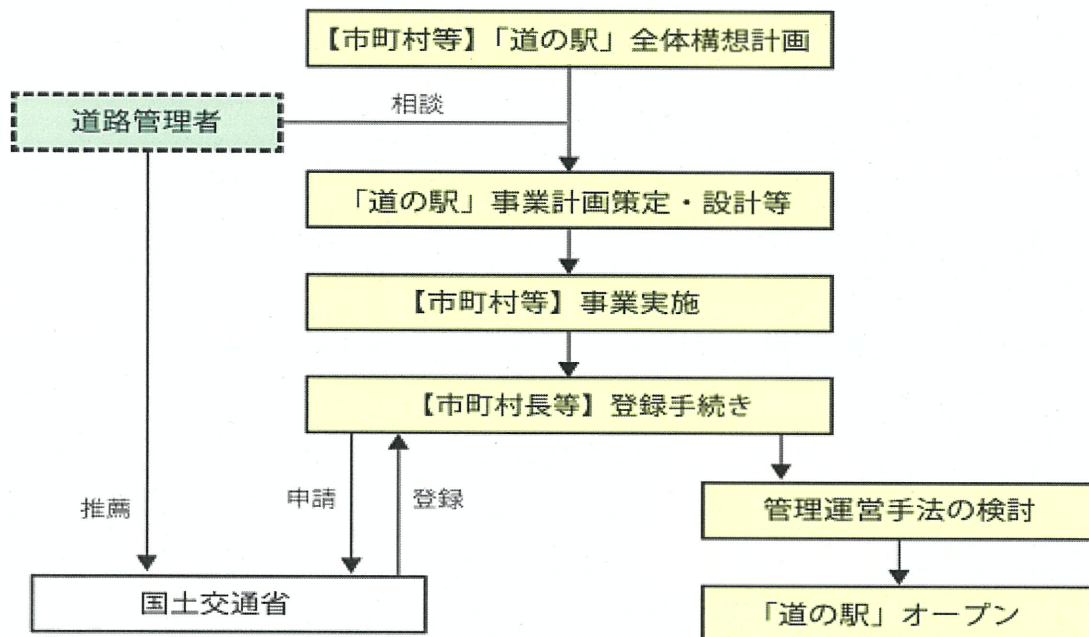 【市町村等】「道の駅」全体構想計画
相談
道路管理者
「道の駅」事業計画策定・設計等
【市町村等】事業実施
【市町村長等】登録手続き
推薦
申請
登録
管理運営手法の検討
国土交通省
「道の駅」オープン